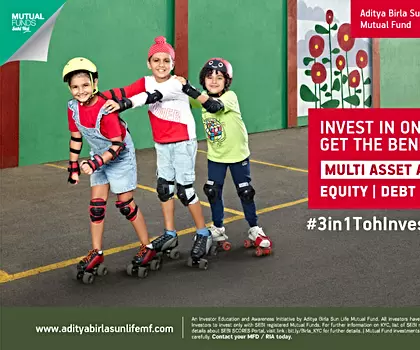 MUTUAL
FUNDS
Sahi Hai
Aditya Birla Sun
Mutual Fund
INVEST IN ON
GET THE BEN
MULTI ASSET A
EQUITY | DEBT
#3in1TohInves
www.adityabirlasunlifemf.com
An Investor Education and Awareness Initiative by Aditya Birla Sun Life Mutual Fund. All investors have
Investors to invest only with SEBI registered Mutual Funds. For further information on KYC, list of SEBI
details about SEBI SCORES Portal, visit link : bit.ly/Birla_KYC for further details. | Mutual Fund investments
carefully. Contact your MFD / RIA today.